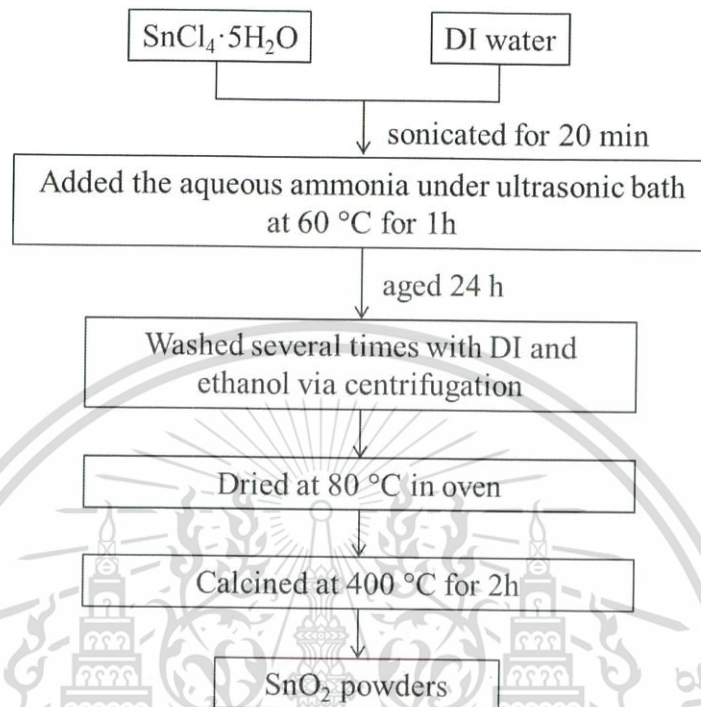 SnCl₄·5H₂O
DI water
sonicated for 20 min
Added the aqueous ammonia under ultrasonic bath
at 60 °C for 1h
aged 24 h
Washed several times with DI and
ethanol via centrifugation
Dried at 80 °C in oven
Calcined at 400 °C for 2h
SnO₂ powders